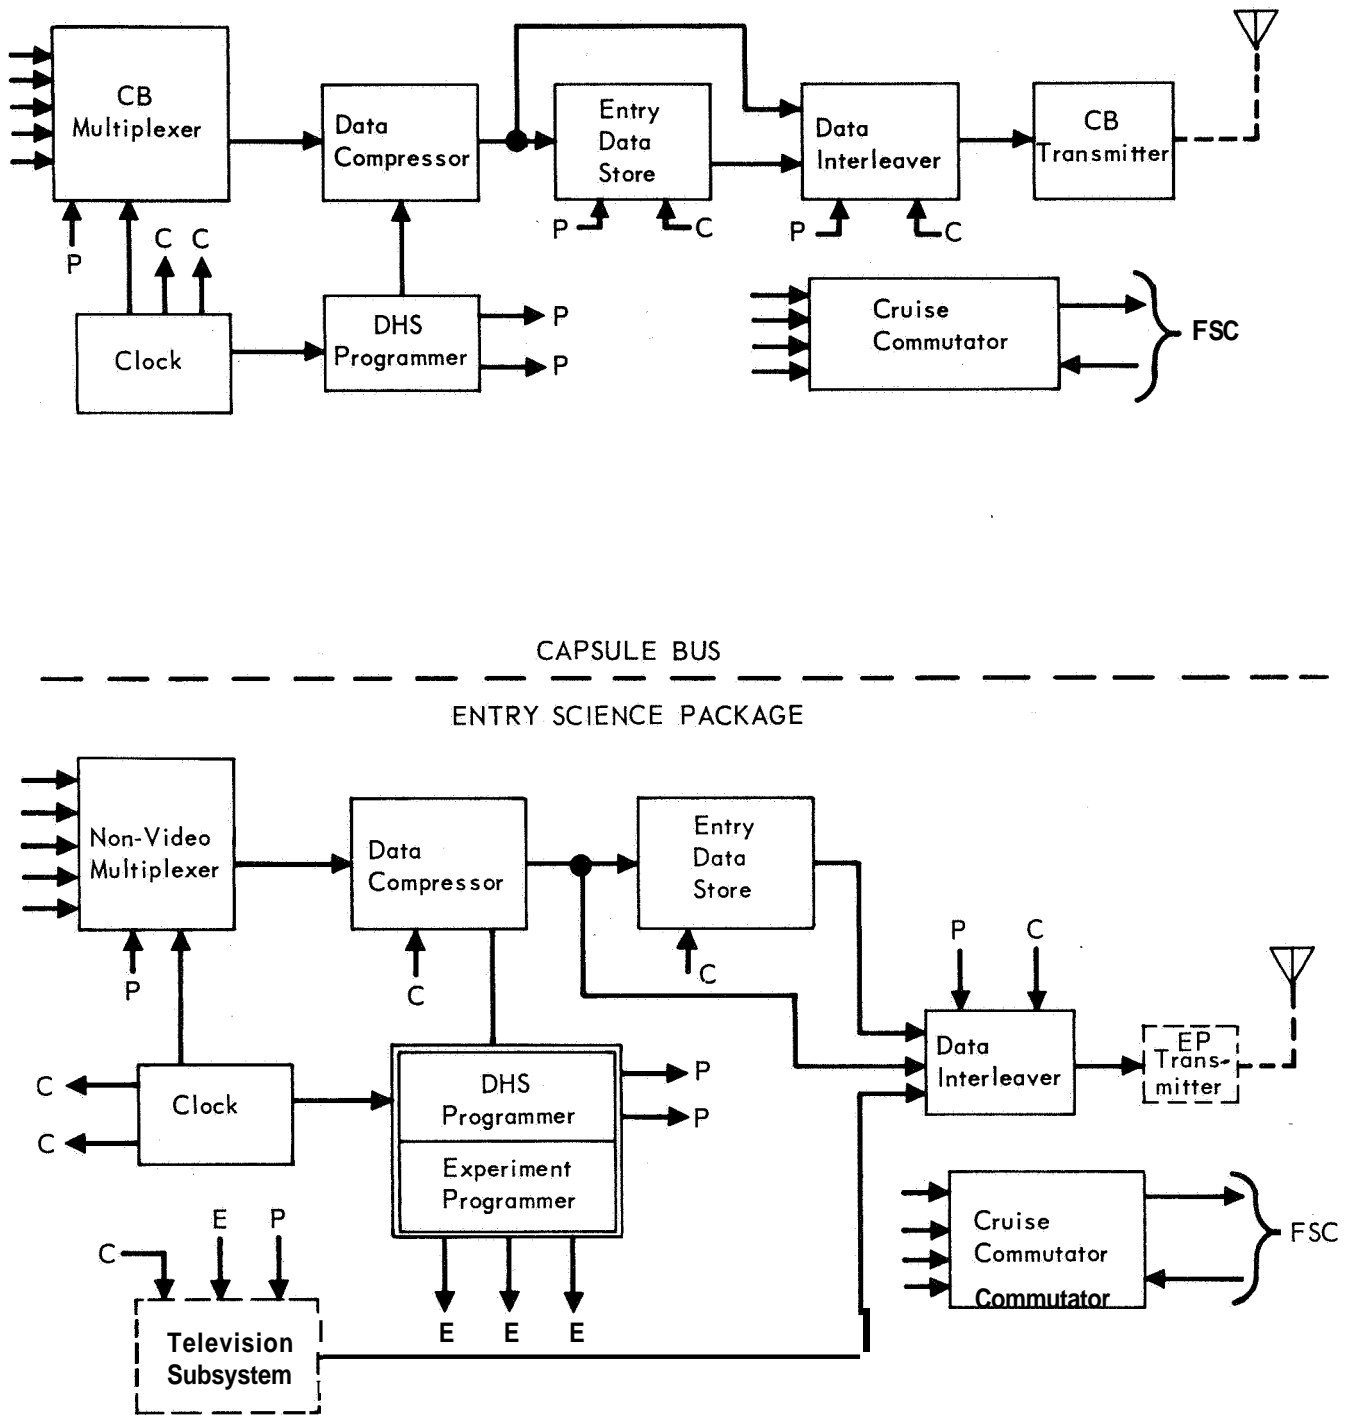 CB
Multiplexer
Data
Compressor
Entry
Data
Store
Data
Interleaver
CB
Transmitter
P
C
C
P
C
P
C
Clock
DHS
Programmer
P
P
Cruise
Commutator
FSC
CAPSULE BUS
ENTRY SCIENCE PACKAGE
Non-Video
Multiplexer
Data
Compressor
Entry
Data
Store
P
C
C
P
C
Data
Interleaver
EP
Trans-
mitter
C
C
Clock
DHS
Programmer
P
P
Experiment
Programmer
Cruise
Commutator
Commutator
FSC
C
E
P
E
E
E
Television
Subsystem